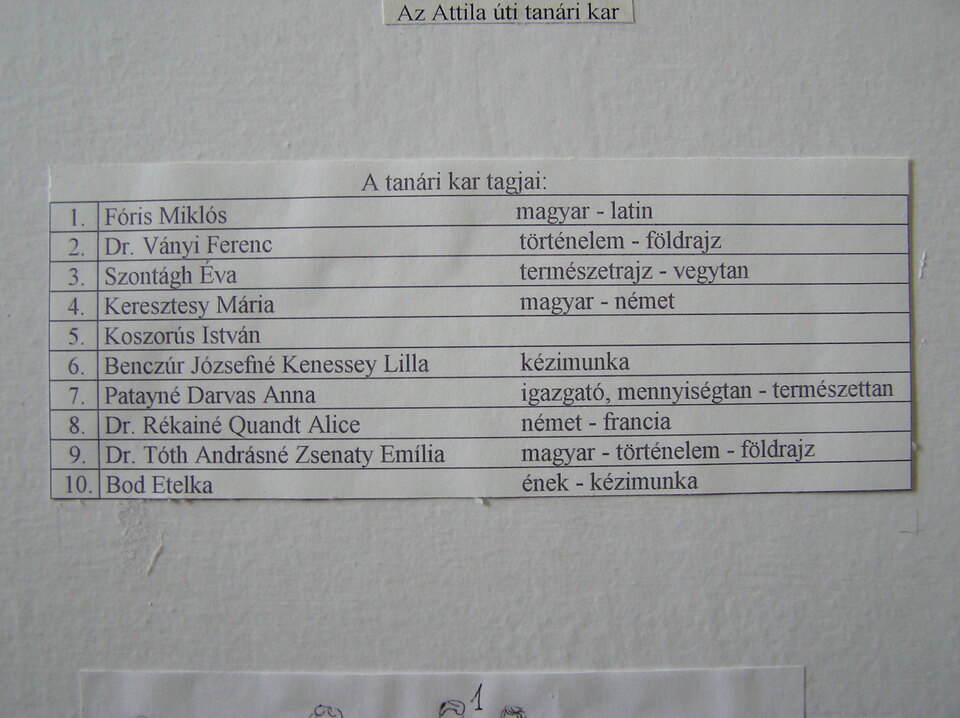 Az Attila úti tanári kar
A tanári kar tagjai:
1. Fóris Miklós magyar - latin
2. Dr. Ványi Ferenc történelem - földrajz
3. Szontágh Éva természetrajz - vegytan
4. Keresztesy Mária magyar - német
5. Koszorús István
6. Benczúr Józsefné Kenessey Lilla kézimunka
7. Patayné Darvas Anna igazgató, mennyiségtan - természettan
8. Dr. Rékainé Quandt Alice német - francia
9. Dr. Tóth Andrásné Zsenaty Emília magyar - történelem - földrajz
10. Bod Etelka ének - kézimunka
1